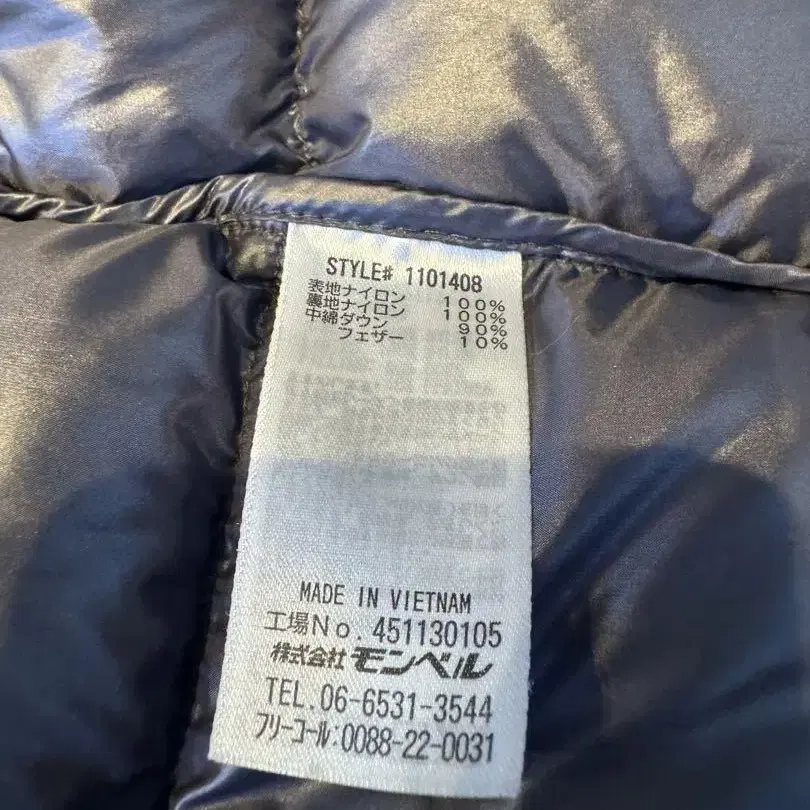 STYLE# 1101408
表地ナイロン 100%
裏地ナイロン 100%
中綿ダウン 90%
フェザー 10%
MADE IN VIETNAM
工場No. 451130105
株式会社モンベル
TEL.06-6531-3544
フリーコール:0088-22-0031